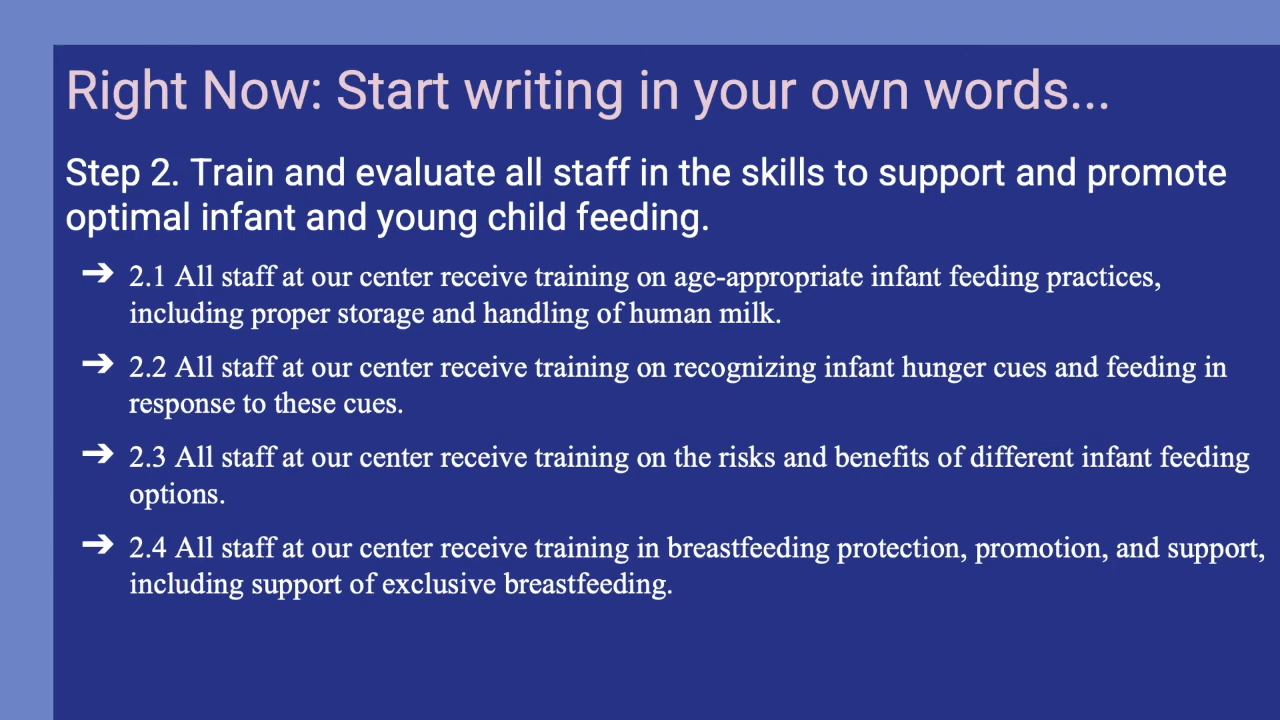 Right Now: Start writing in your own words...
Step 2. Train and evaluate all staff in the skills to support and promote
optimal infant and young child feeding.
➔ 2.1 All staff at our center receive training on age-appropriate infant feeding practices,
including proper storage and handling of human milk.
➔ 2.2 All staff at our center receive training on recognizing infant hunger cues and feeding in
response to these cues.
➔ 2.3 All staff at our center receive training on the risks and benefits of different infant feeding
options.
➔ 2.4 All staff at our center receive training in breastfeeding protection, promotion, and support,
including support of exclusive breastfeeding.